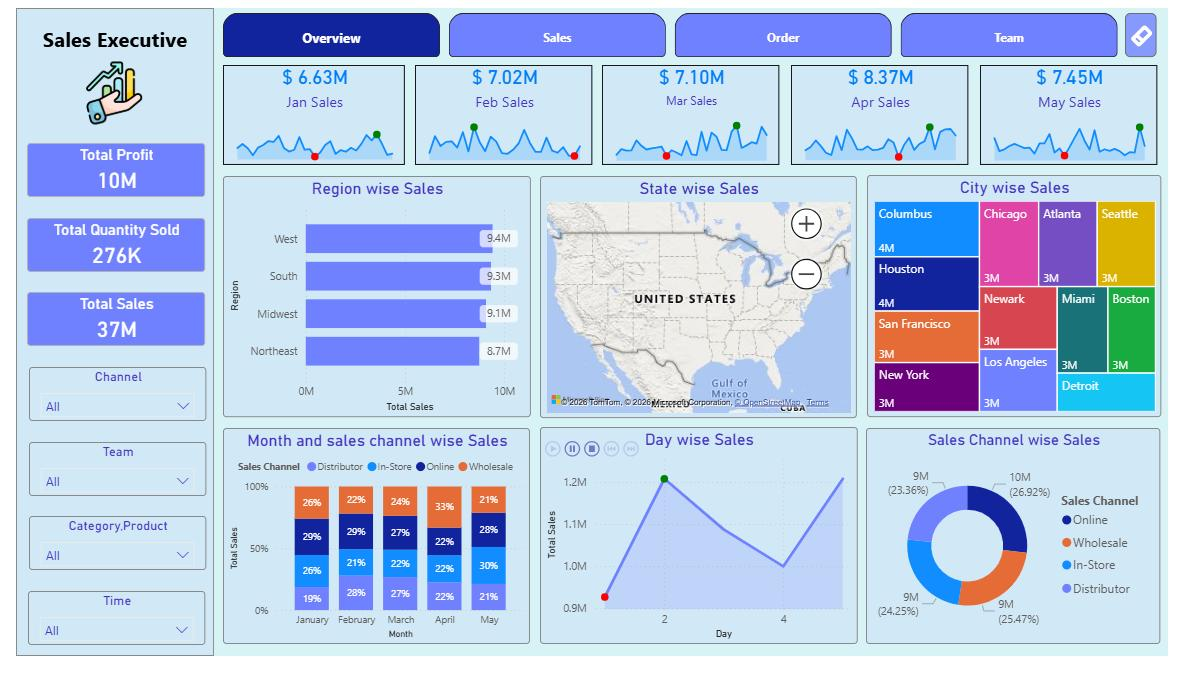 Sales Executive
Overview
Sales
Order
Team
$ 6.63M
Jan Sales
$ 7.02M
Feb Sales
$ 7.10M
Mar Sales
$ 8.37M
Apr Sales
$ 7.45M
May Sales
Total Profit
10M
Total Quantity Sold
276K
Total Sales
37M
Channel
All
Team
All
Category,Product
All
Time
All
Region wise Sales
Region
West
9.4M
South
9.3M
Midwest
9.1M
Northeast
8.7M
0M
5M
10M
Total Sales
State wise Sales
UNITED STATES
Gulf of
Mexico
MEXICO
CUBA
© 2026 TomTom, © 2026 Microsoft Corporation, © OpenStreetMap Terms
City wise Sales
Columbus
4M
Houston
4M
San Francisco
3M
New York
3M
Chicago
3M
Atlanta
3M
Seattle
3M
Newark
3M
Los Angeles
3M
Miami
3M
Boston
3M
Detroit
Month and sales channel wise Sales
Sales Channel Distributor In-Store Online Wholesale
Total Sales
100%
50%
0%
26% 22% 24% 33% 21%
29% 29% 27% 22% 28%
26% 21% 22% 22% 30%
19% 28% 27% 22% 21%
January February March April May
Month
Day wise Sales
Total Sales
1.2M
1.1M
1.0M
0.9M
2
4
Day
Sales Channel wise Sales
9M
(23.36%)
10M
(26.92%)
9M
(24.25%)
9M
(25.47%)
Sales Channel
Online
Wholesale
In-Store
Distributor